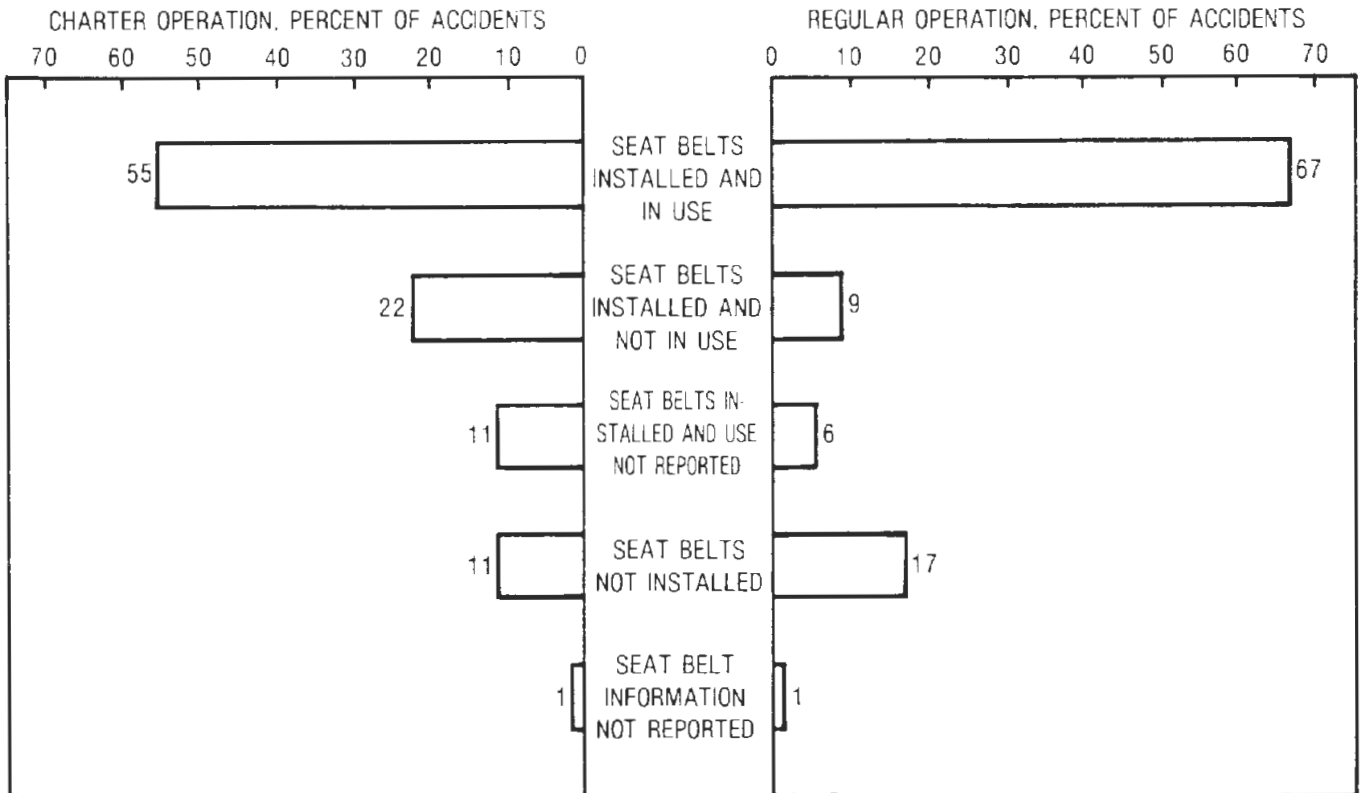 CHARTER OPERATION, PERCENT OF ACCIDENTS
REGULAR OPERATION, PERCENT OF ACCIDENTS
70 60 50 40 30 20 10 0
0 10 20 30 40 50 60 70
SEAT BELTS
INSTALLED AND
IN USE
55
67
SEAT BELTS
INSTALLED AND
NOT IN USE
22
9
SEAT BELTS IN-
STALLED AND USE
NOT REPORTED
11
6
SEAT BELTS
NOT INSTALLED
11
17
SEAT BELT
INFORMATION
NOT REPORTED
1
1